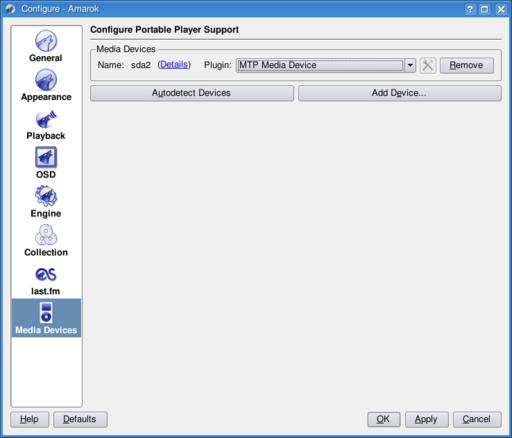 Configure - Amarok
General
Appearance
Playback
OSD
Engine
Collection
last.fm
Media Devices
Configure Portable Player Support
Media Devices
Name: sda2 (Details) Plugin: MTP Media Device Remove
Autodetect Devices Add Device...
Help Defaults OK Apply Cancel